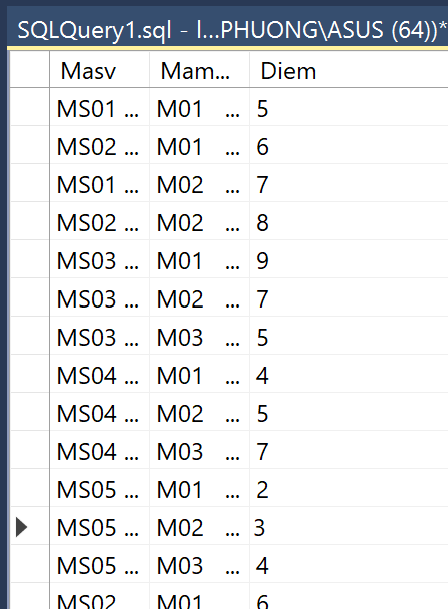 SQLQuery1.sql - l...PHUONG\ASUS (64))*
Masv Mam... Diem
MS01 ... M01 ... 5
MS02 ... M01 ... 6
MS01 ... M02 ... 7
MS02 ... M02 ... 8
MS03 ... M01 ... 9
MS03 ... M02 ... 7
MS03 ... M03 ... 5
MS04 ... M01 ... 4
MS04 ... M02 ... 5
MS04 ... M03 ... 7
MS05 ... M01 ... 2
MS05 ... M02 ... 3
MS05 ... M03 ... 4
MS02 M01 6